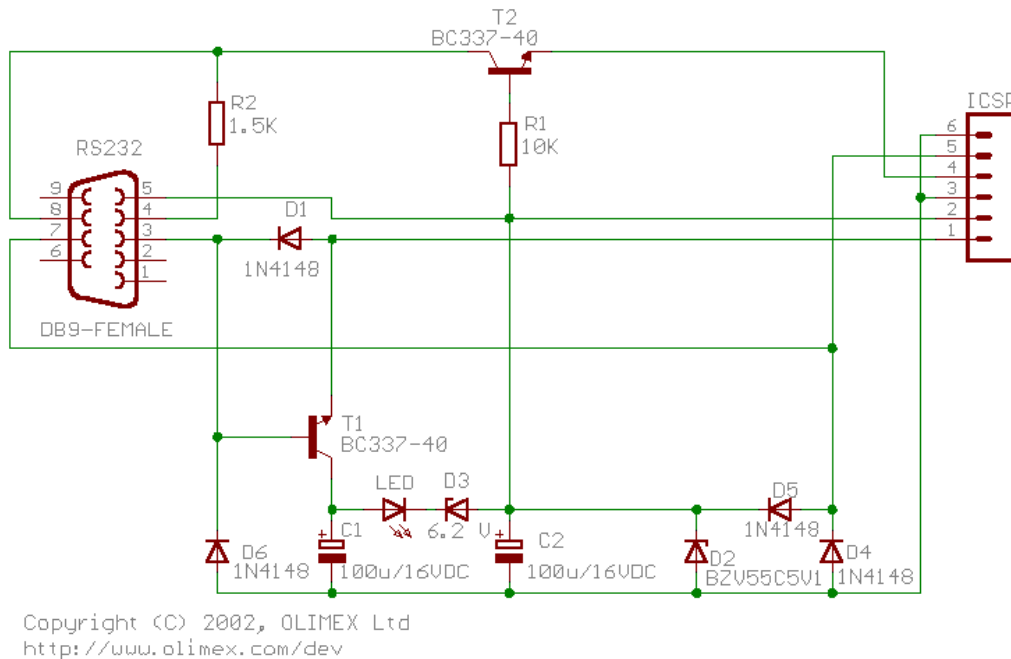 T2
BC337-40
ICSP
R2
1.5K
R1
10K
RS232
6
5
4
3
2
1
9
8
7
6
5
4
3
2
1
D1
1N4148
DB9-FEMALE
T1
BC337-40
LED
D3
6.2 V
D5
1N4148
C1
100u/16VDC
C2
100u/16VDC
D6
1N4148
D2
BZV55C5V1
D4
1N4148
+
+
Copyright (C) 2002, OLIMEX Ltd
http://www.olimex.com/dev